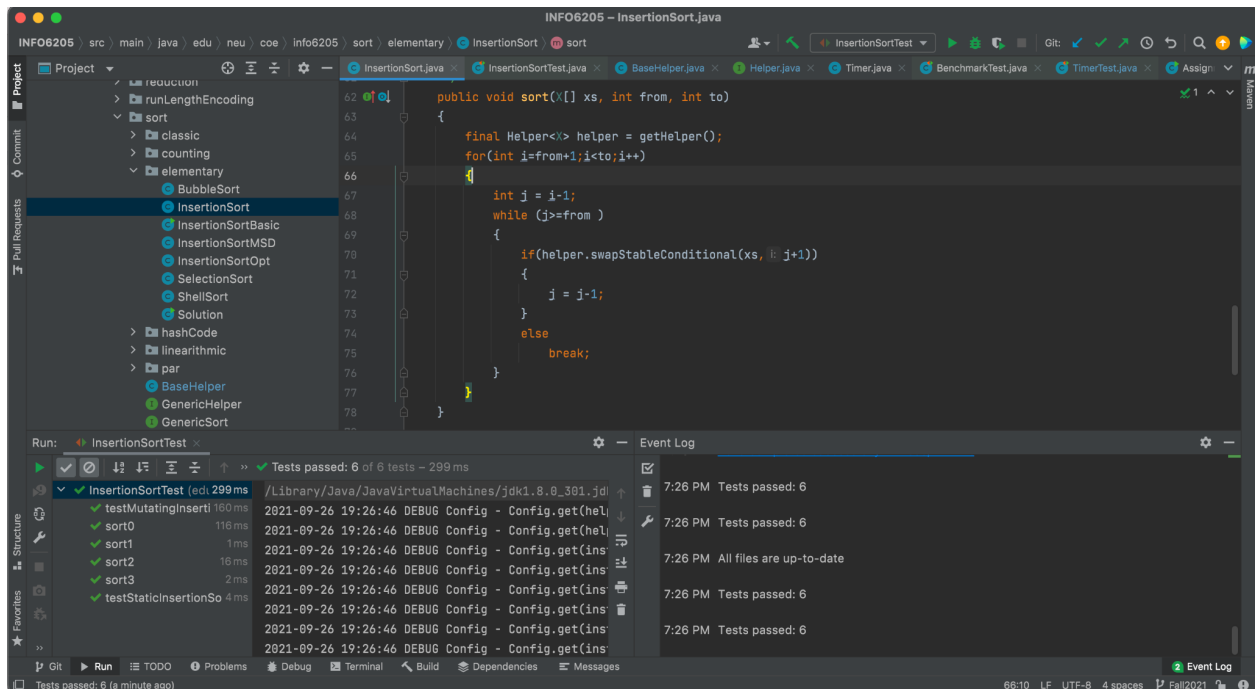 INFO6205 – InsertionSort.java
INFO6205 src main java edu neu coe info6205 sort elementary InsertionSort sort
InsertionSortTest
Git:
Project
InsertionSort.java InsertionSortTest.java BaseHelper.java Helper.java Timer.java BenchmarkTest.java TimerTest.java Assign
Project
Commit
Pull Requests
Structure
Favorites
Maven
reduction
runLengthEncoding
sort
classic
counting
elementary
BubbleSort
InsertionSort
InsertionSortBasic
InsertionSortMSD
InsertionSortOpt
SelectionSort
ShellSort
Solution
hashCode
linearithmic
par
BaseHelper
GenericHelper
GenericSort
1
62 public void sort(X[] xs, int from, int to)
63 {
64 final Helper<X> helper = getHelper();
65 for(int i=from+1;i<to;i++)
66 {
67 int j = i-1;
68 while (j>=from )
69 {
70 if(helper.swapStableConditional(xs, i: j+1))
71 {
72 j = j-1;
73 }
74 else
75 break;
76 }
77 }
78 }
Run: InsertionSortTest
Tests passed: 6 of 6 tests – 299 ms
InsertionSortTest (edu 299 ms
testMutatingInserti 160 ms
sort0 116 ms
sort1 1 ms
sort2 16 ms
sort3 2 ms
testStaticInsertionSo 4 ms
/Library/Java/JavaVirtualMachines/jdk1.8.0_301.jd
2021-09-26 19:26:46 DEBUG Config - Config.get(hel
2021-09-26 19:26:46 DEBUG Config - Config.get(hel
2021-09-26 19:26:46 DEBUG Config - Config.get(ins
2021-09-26 19:26:46 DEBUG Config - Config.get(ins
2021-09-26 19:26:46 DEBUG Config - Config.get(ins
2021-09-26 19:26:46 DEBUG Config - Config.get(ins
2021-09-26 19:26:46 DEBUG Config - Config.get(ins
2021-09-26 19:26:46 DEBUG Config - Config.get(ins
Event Log
7:26 PM Tests passed: 6
7:26 PM Tests passed: 6
7:26 PM All files are up-to-date
7:26 PM Tests passed: 6
7:26 PM Tests passed: 6
Git Run TODO Problems Debug Terminal Build Dependencies Messages
2 Event Log
Tests passed: 6 (a minute ago)
66:10 LF UTF-8 4 spaces Fall2021